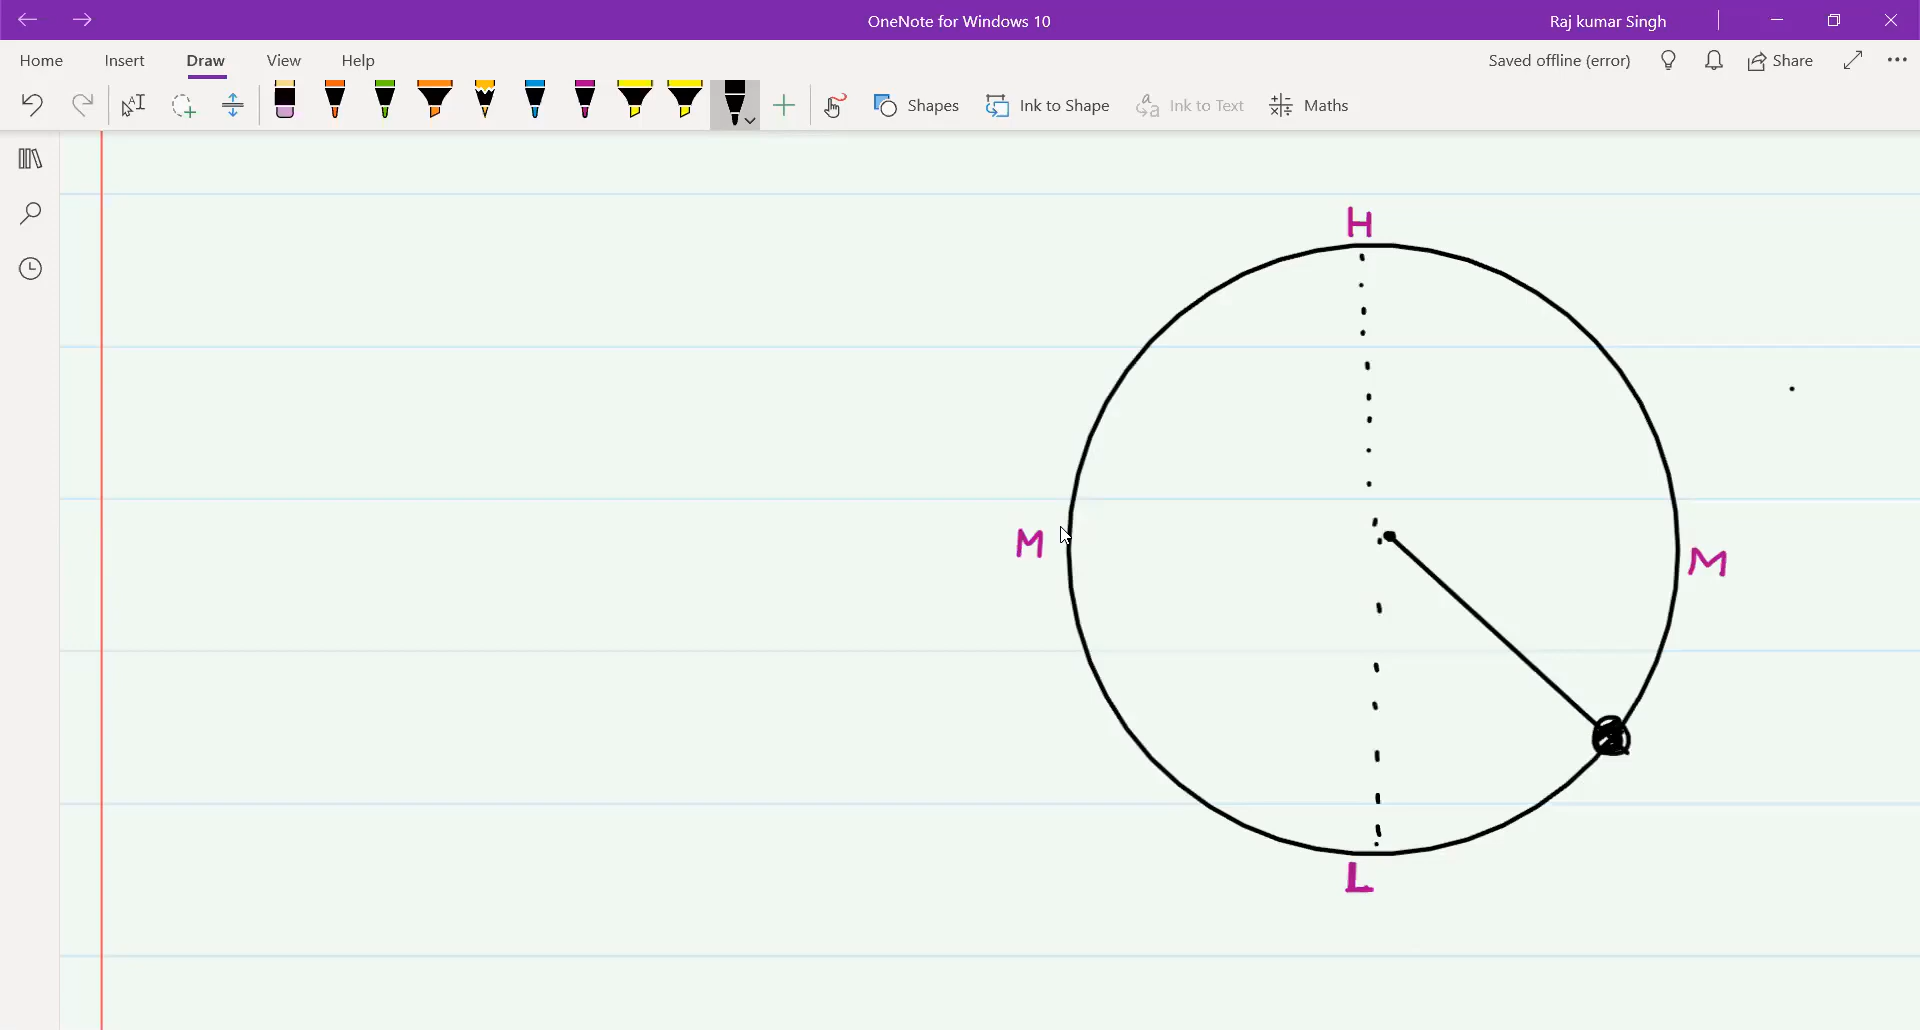 OneNote for Windows 10
Raj kumar Singh
Home Insert Draw View Help
Saved offline (error) Share
Shapes Ink to Shape Ink to Text Maths
H
M
M
L